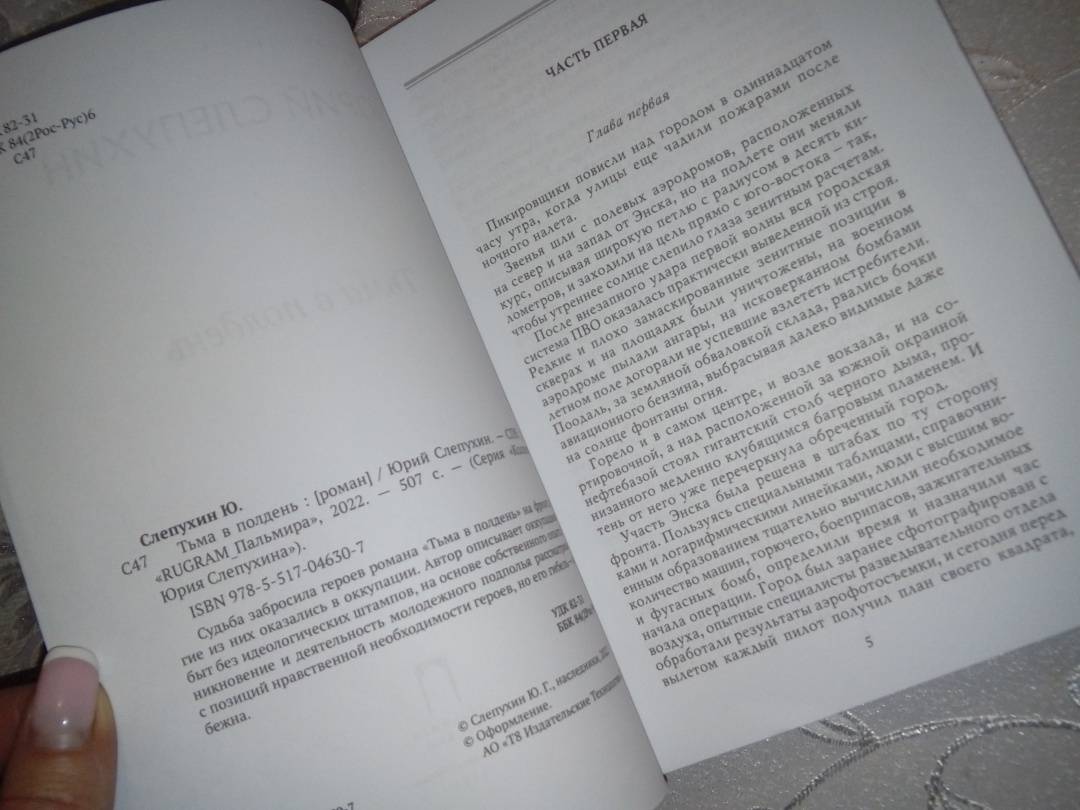 82-31
84(2Рос-Рус)6
С47
Слепухин Ю.
С47 Тьма в полдень : [роман] / Юрий Слепухин. –
«RUGRAM_Пальмира», 2022. — 507 с. — (Серия
Юрия Слепухина»).
ISBN 978-5-517-04630-7
Судьба забросила героев романа «Тьма в полдень» на
гие из них оказались в оккупации. Автор описывает
быт без идеологических штампов, на основе собственного
никновение и деятельность молодежного подполья
с позиций нравственной необходимости героев, но его
бежна.
УДК 82-31
ББК
© Слепухин Ю. Г., наследники,
© Оформление.
АО «Т8 Издательские
ЧАСТЬ ПЕРВАЯ
Глава первая
Пикировщики повисли над городом в одиннадцатом
часу утра, когда улицы еще чадили пожарами после
ночного налета.
Звенья шли с полевых аэродромов, расположенных
на север и на запад от Энска, но на подлете они меняли
курс, описывая широкую петлю с радиусом в десять ки-
лометров, и заходили на цель прямо с юго-востока – так,
чтобы утреннее солнце слепило глаза зенитным расчетам.
После внезапного удара первой волны вся городская
система ПВО оказалась практически выведенной из строя.
Редкие и плохо замаскированные зенитные позиции в
скверах и на площадях были уничтожены, на военном
аэродроме пылали ангары, на исковерканном бомбами
летном поле догорали не успевшие взлететь истребители.
Поодаль, за земляной обваловкой склада, рвались бочки
авиационного бензина, выбрасывая далеко видимые даже
на солнце фонтаны огня.
Горело и в самом центре, и возле вокзала, и на со-
ртировочной, а над расположенной за южной окраиной
нефтебазой стоял гигантский столб черного дыма, про-
низанного медленно клубящимся багровым пламенем. И
тень от него уже перечеркнула обреченный город.
Участь Энска была решена в штабах по ту сторону
фронта. Пользуясь специальными таблицами, справочни-
ками и логарифмическими линейками, люди с высшим во-
енным образованием тщательно вычислили необходимое
количество машин, горючего, боеприпасов, зажигательных
и фугасных бомб, определили время и назначили час
начала операции. Город был заранее сфотографирован с
воздуха, опытные специалисты разведывательного отдела
обработали результаты аэрофотосъемки, и сегодня перед
вылетом каждый пилот получил план своего квадрата,
5